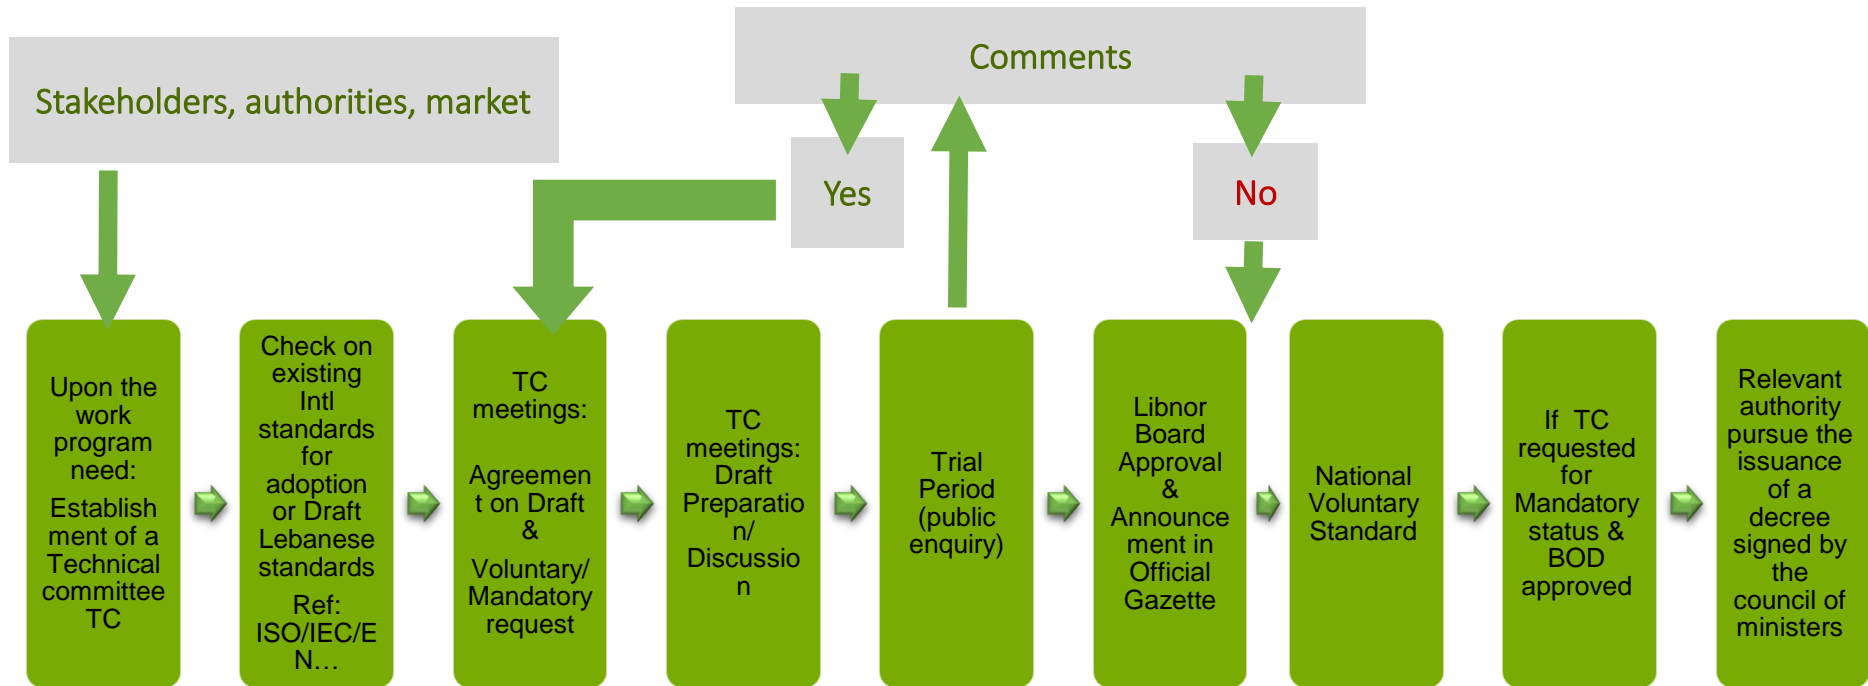 Stakeholders, authorities, market
Comments
Yes
No
Upon the
work
program
need:
Establish
ment of a
Technical
committee
TC
Check on
existing
Intl
standards
for
adoption
or Draft
Lebanese
standards
Ref:
ISO/IEC/E
N…
TC
meetings:
Agreemen
t on Draft
&
Voluntary/
Mandatory
request
TC
meetings:
Draft
Preparatio
n/
Discussio
n
Trial
Period
(public
enquiry)
Libnor
Board
Approval
&
Announce
ment in
Official
Gazette
National
Voluntary
Standard
If TC
requested
for
Mandatory
status &
BOD
approved
Relevant
authority
pursue the
issuance
of a
decree
signed by
the
council of
ministers